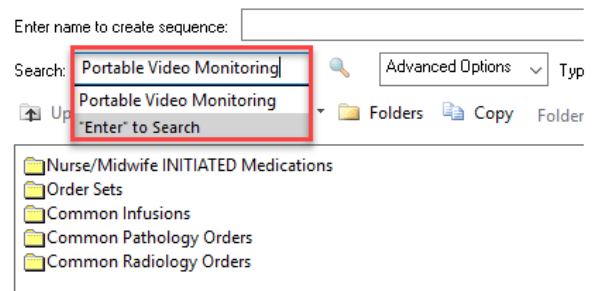 Enter name to create sequence:
Search: Portable Video Monitoring Advanced Options Typ
Portable Video Monitoring
Up Folders Copy Folder
"Enter" to Search
Nurse/Midwife INITIATED Medications
Order Sets
Common Infusions
Common Pathology Orders
Common Radiology Orders